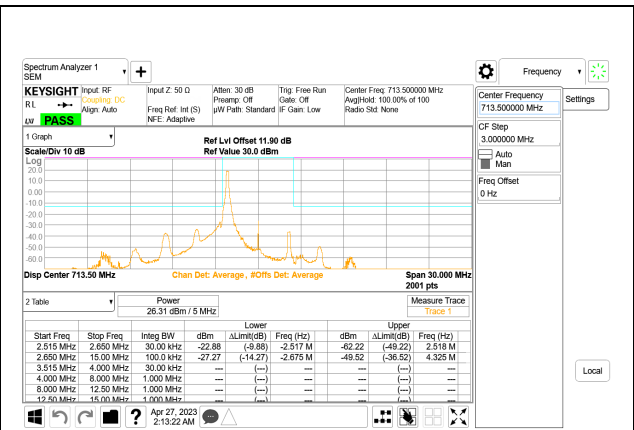 Spectrum Analyzer 1
SEM
Frequency
KEYSIGHT Input: RF
RL
Coupling: DC
Align: Auto
LXI PASS
Input Z: 50 Ω
Freq Ref: Int (S)
NFE: Adaptive
Atten: 30 dB
Preamp: Off
µW Path: Standard
Trig: Free Run
Gate: Off
IF Gain: Low
Center Freq: 713.500000 MHz
Avg|Hold: 100.00% of 100
Radio Std: None
Center Frequency
713.500000 MHz
Settings
CF Step
3.000000 MHz
Auto
Man
Freq Offset
0 Hz
1 Graph
Scale/Div 10 dB
Ref Lvl Offset 11.90 dB
Ref Value 30.0 dBm
Log
20.0
10.0
0.00
-10.0
-20.0
-30.0
-40.0
-50.0
-60.0
Disp Center 713.50 MHz
Chan Det: Average , #Offs Det: Average
Span 30.000 MHz
2001 pts
2 Table
Power
26.31 dBm / 5 MHz
Measure Trace
Trace 1
Lower Upper
Start Freq Stop Freq Integ BW dBm ΔLimit(dB) Freq (Hz) dBm ΔLimit(dB) Freq (Hz)
2.515 MHz 2.650 MHz 30.00 kHz -22.88 (-9.88) -2.517 M -62.22 (-49.22) 2.518 M
2.650 MHz 15.00 MHz 100.0 kHz -27.27 (-14.27) -2.675 M -49.52 (-36.52) 4.325 M
3.515 MHz 4.000 MHz 30.00 kHz --- (---) --- --- (---) ---
4.000 MHz 8.000 MHz 1.000 MHz --- (---) --- --- (---) ---
8.000 MHz 12.50 MHz 1.000 MHz --- (---) --- --- (---) ---
12.50 MHz 15.00 MHz 1.000 MHz --- (---) --- --- (---) ---
Local
Apr 27, 2023
2:13:22 AM